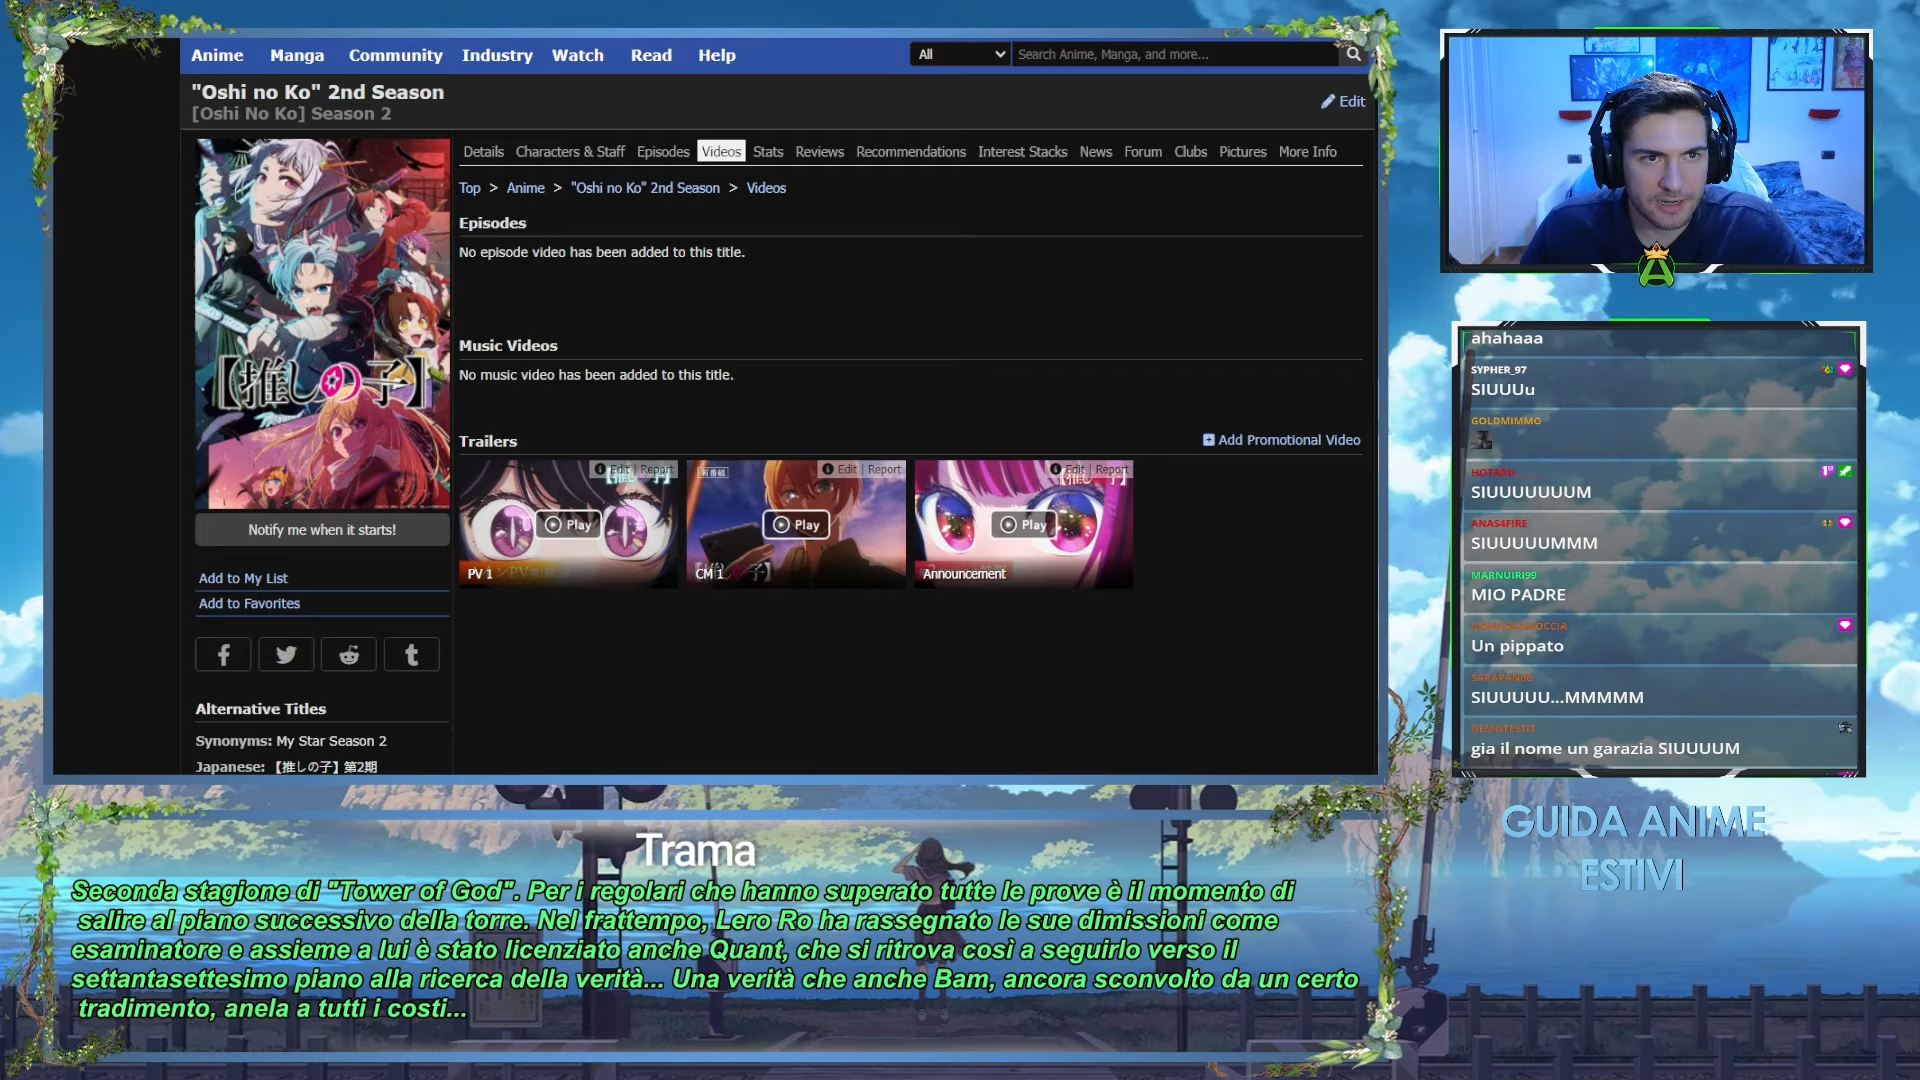 Anime Manga Community Industry Watch Read Help
All Search Anime, Manga, and more...
"Oshi no Ko" 2nd Season
[Oshi No Ko] Season 2
Edit
Details Characters & Staff Episodes Videos Stats Reviews Recommendations Interest Stacks News Forum Clubs Pictures More Info
Top > Anime > "Oshi no Ko" 2nd Season > Videos
Episodes
No episode video has been added to this title.
Music Videos
No music video has been added to this title.
Trailers
Add Promotional Video
Edit | Report
Play
PV 1
Edit | Report
新番組
Play
CM 1
Edit | Report
Play
Announcement
【推しの子】
Notify me when it starts!
Add to My List
Add to Favorites
Alternative Titles
Synonyms: My Star Season 2
Japanese: 【推しの子】第2期
ahahaaa
SYPHER_97
SIUUUu
GOLDMIMMO
HOTARU
SIUUUUUUUM
ANAS4FIRE
SIUUUUUMMM
MARNUIRI99
MIO PADRE
Un pippato
SARAPAN06
SIUUUUU...MMMMM
DEMOTESTIT
gia il nome un garazia SIUUUUM
GUIDA ANIME
ESTIVI
Trama
Seconda stagione di "Tower of God". Per i regolari che hanno superato tutte le prove è il momento di
salire al piano successivo della torre. Nel frattempo, Lero Ro ha rassegnato le sue dimissioni come
esaminatore e assieme a lui è stato licenziato anche Quant, che si ritrova così a seguirlo verso il
settantasettesimo piano alla ricerca della verità... Una verità che anche Bam, ancora sconvolto da un certo
tradimento, anela a tutti i costi...